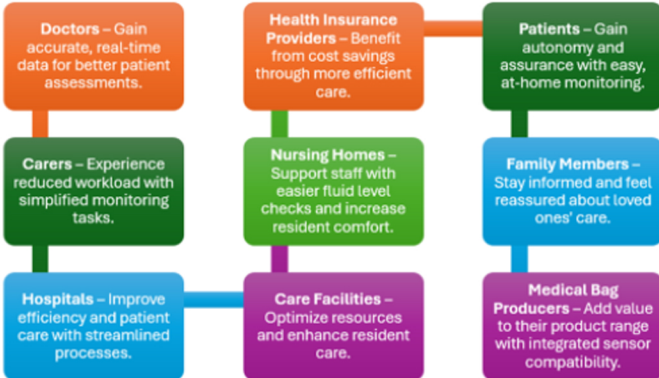 Doctors – Gain
accurate, real-time
data for better patient
assessments.
Carers – Experience
reduced workload with
simplified monitoring
tasks.
Hospitals – Improve
efficiency and patient
care with streamlined
processes.
Care Facilities –
Optimize resources
and enhance resident
care.
Nursing Homes –
Support staff with
easier fluid level
checks and increase
resident comfort.
Health Insurance
Providers – Benefit
from cost savings
through more efficient
care.
Patients – Gain
autonomy and
assurance with easy,
at-home monitoring.
Family Members –
Stay informed and feel
reassured about loved
ones' care.
Medical Bag
Producers – Add value
to their product range
with integrated sensor
compatibility.